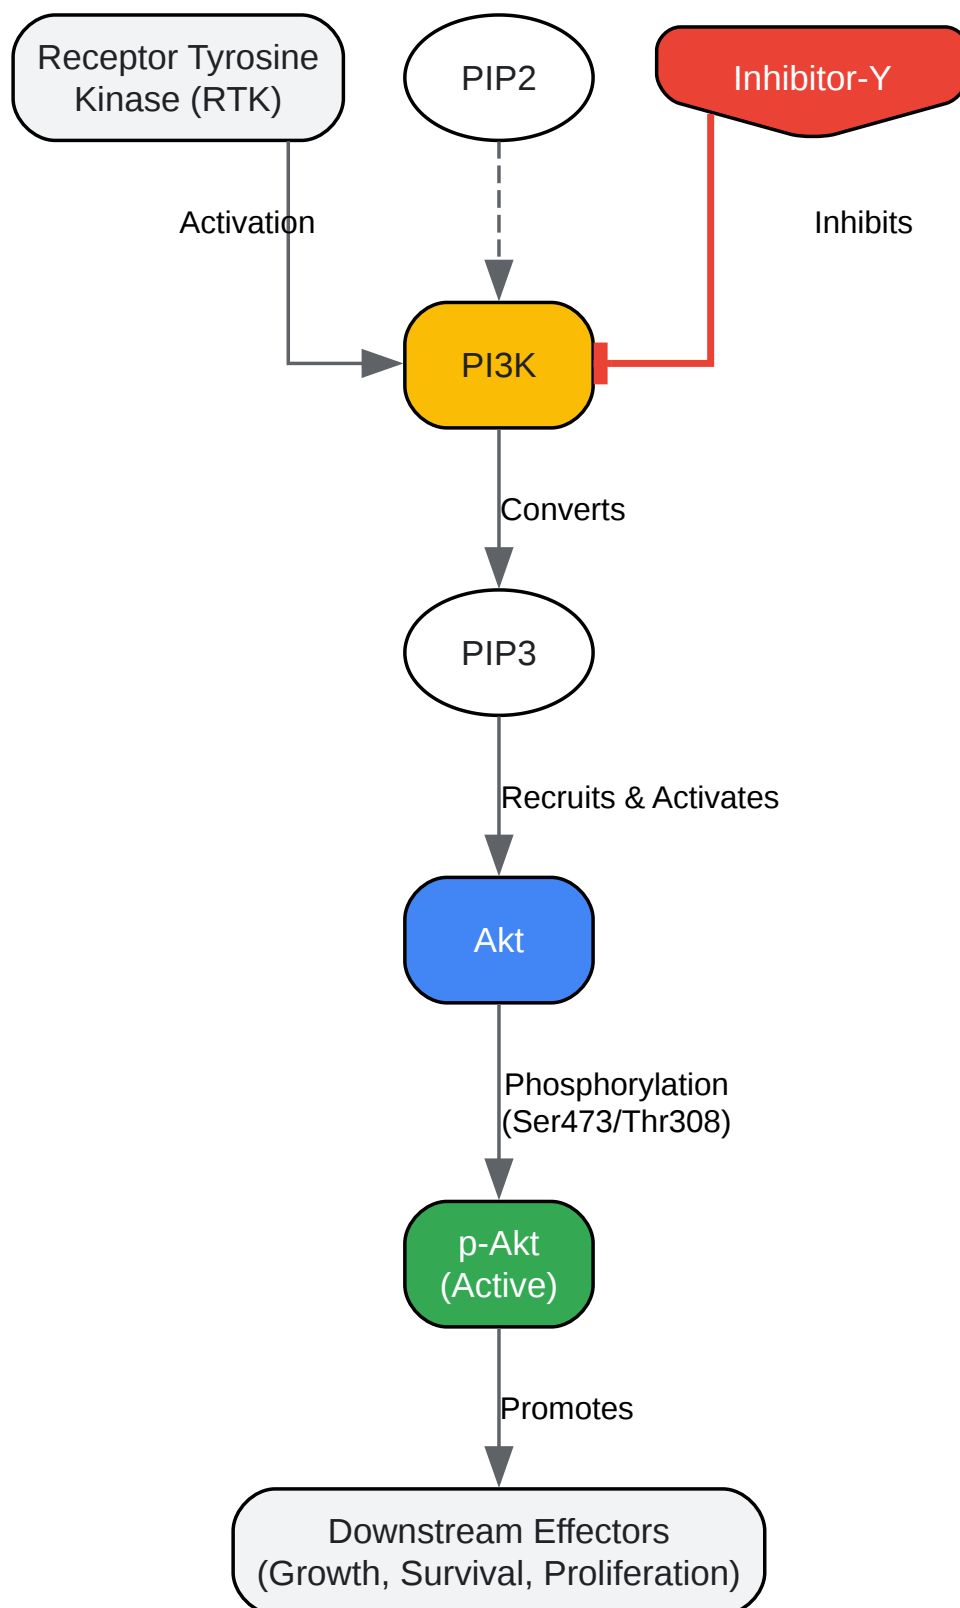 Receptor Tyrosine
Kinase (RTK)
PIP2
Inhibitor-Y
Activation
Inhibits
PI3K
Converts
PIP3
Recruits & Activates
Akt
Phosphorylation
(Ser473/Thr308)
p-Akt
(Active)
Promotes
Downstream Effectors
(Growth, Survival, Proliferation)